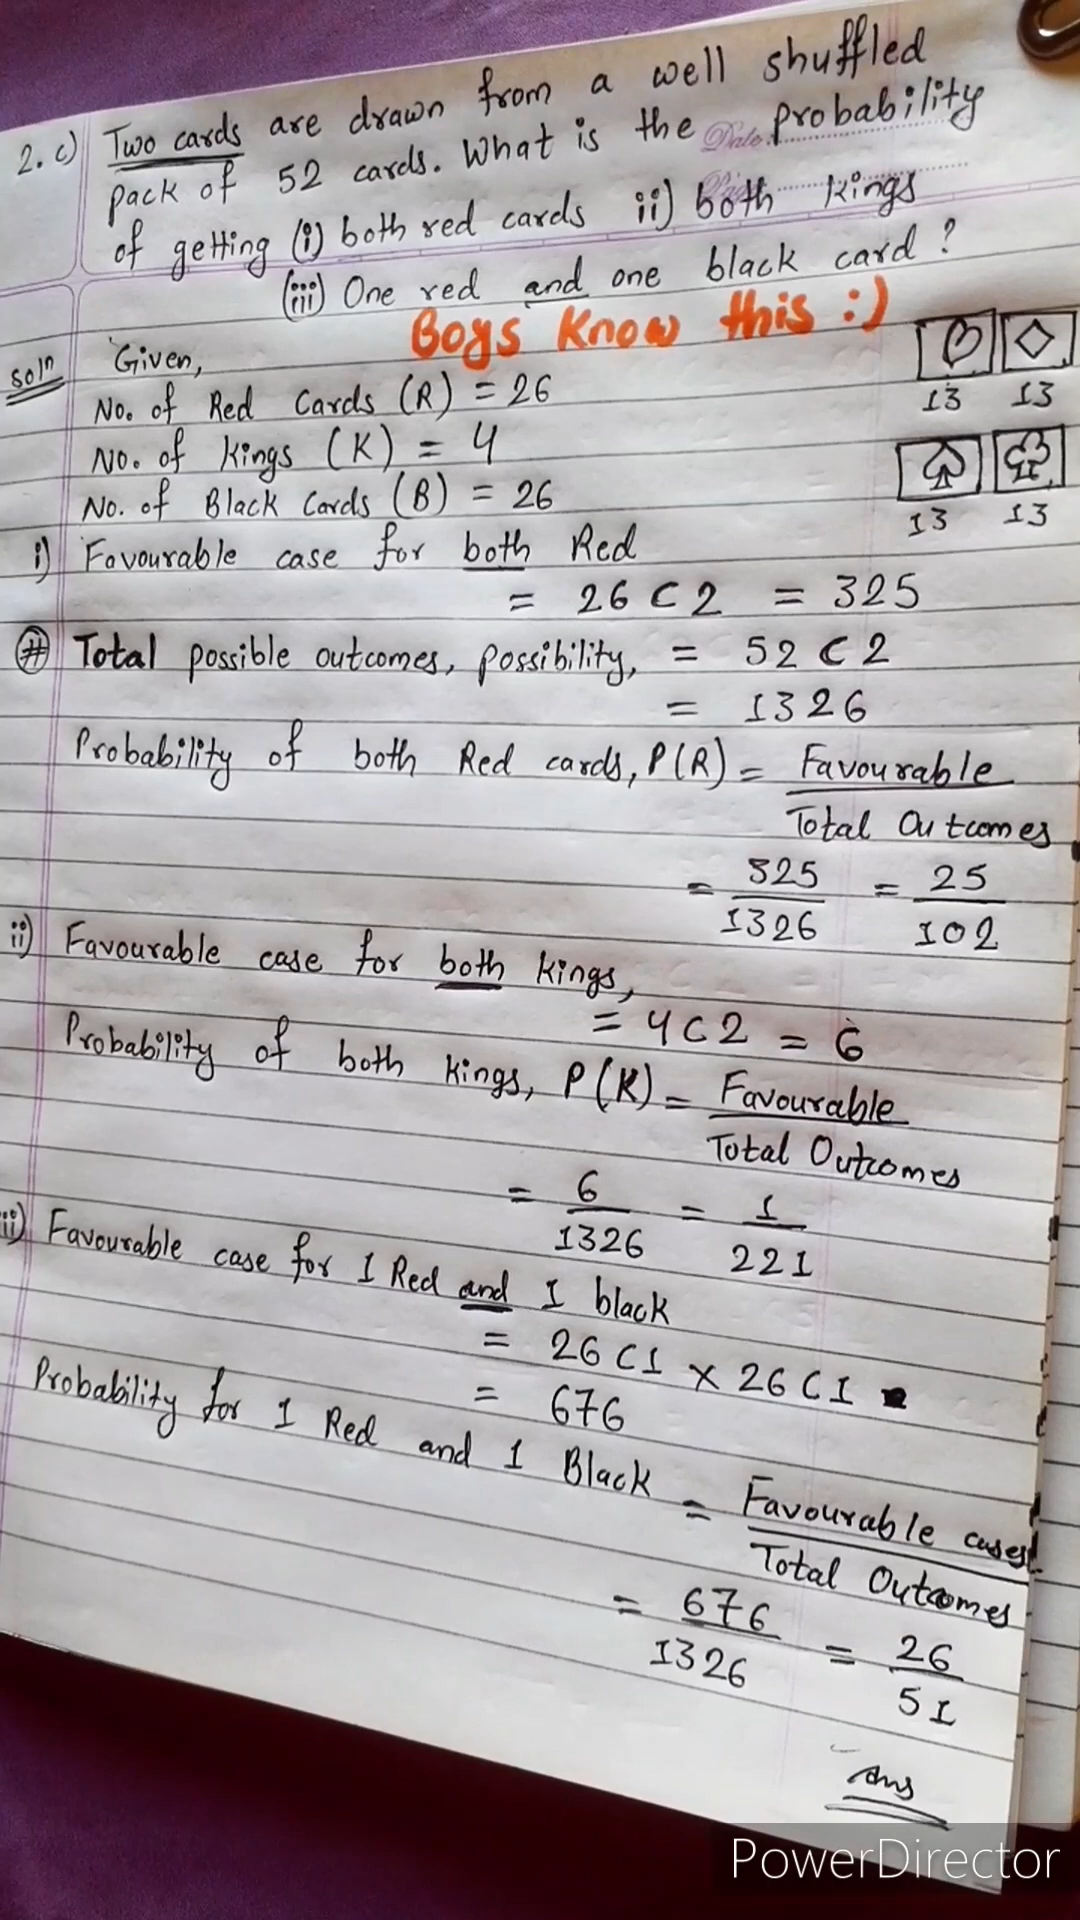 2. c) Two cards are drawn from a well shuffled
pack of 52 cards. What is the probability
Date.
of getting (i) both red cards ii) both kings
(iii) One red and one black card ?
Boys Know this :)
soln Given,
No. of Red Cards (R) = 26
13 13
No. of Kings (K) = 4
No. of Black Cards (B) = 26
13 13
i) Favourable case for both Red
= 26 C 2 = 325
# Total possible outcomes, possibility, = 52 C 2
= 1326
Probability of both Red cards, P(R) = Favourable
Total Outcomes
= 325 = 25
1326 102
ii) Favourable case for both kings,
= 4C2 = 6
Probability of both kings, P(K) = Favourable
Total Outcomes
= 6 = 1
1326 221
ii) Favourable case for 1 Red and 1 black
= 26 C1 × 26 C1
= 676
Probability for 1 Red and 1 Black = Favourable cases
Total Outcomes
= 676 = 26
1326 51
Ans
PowerDirector